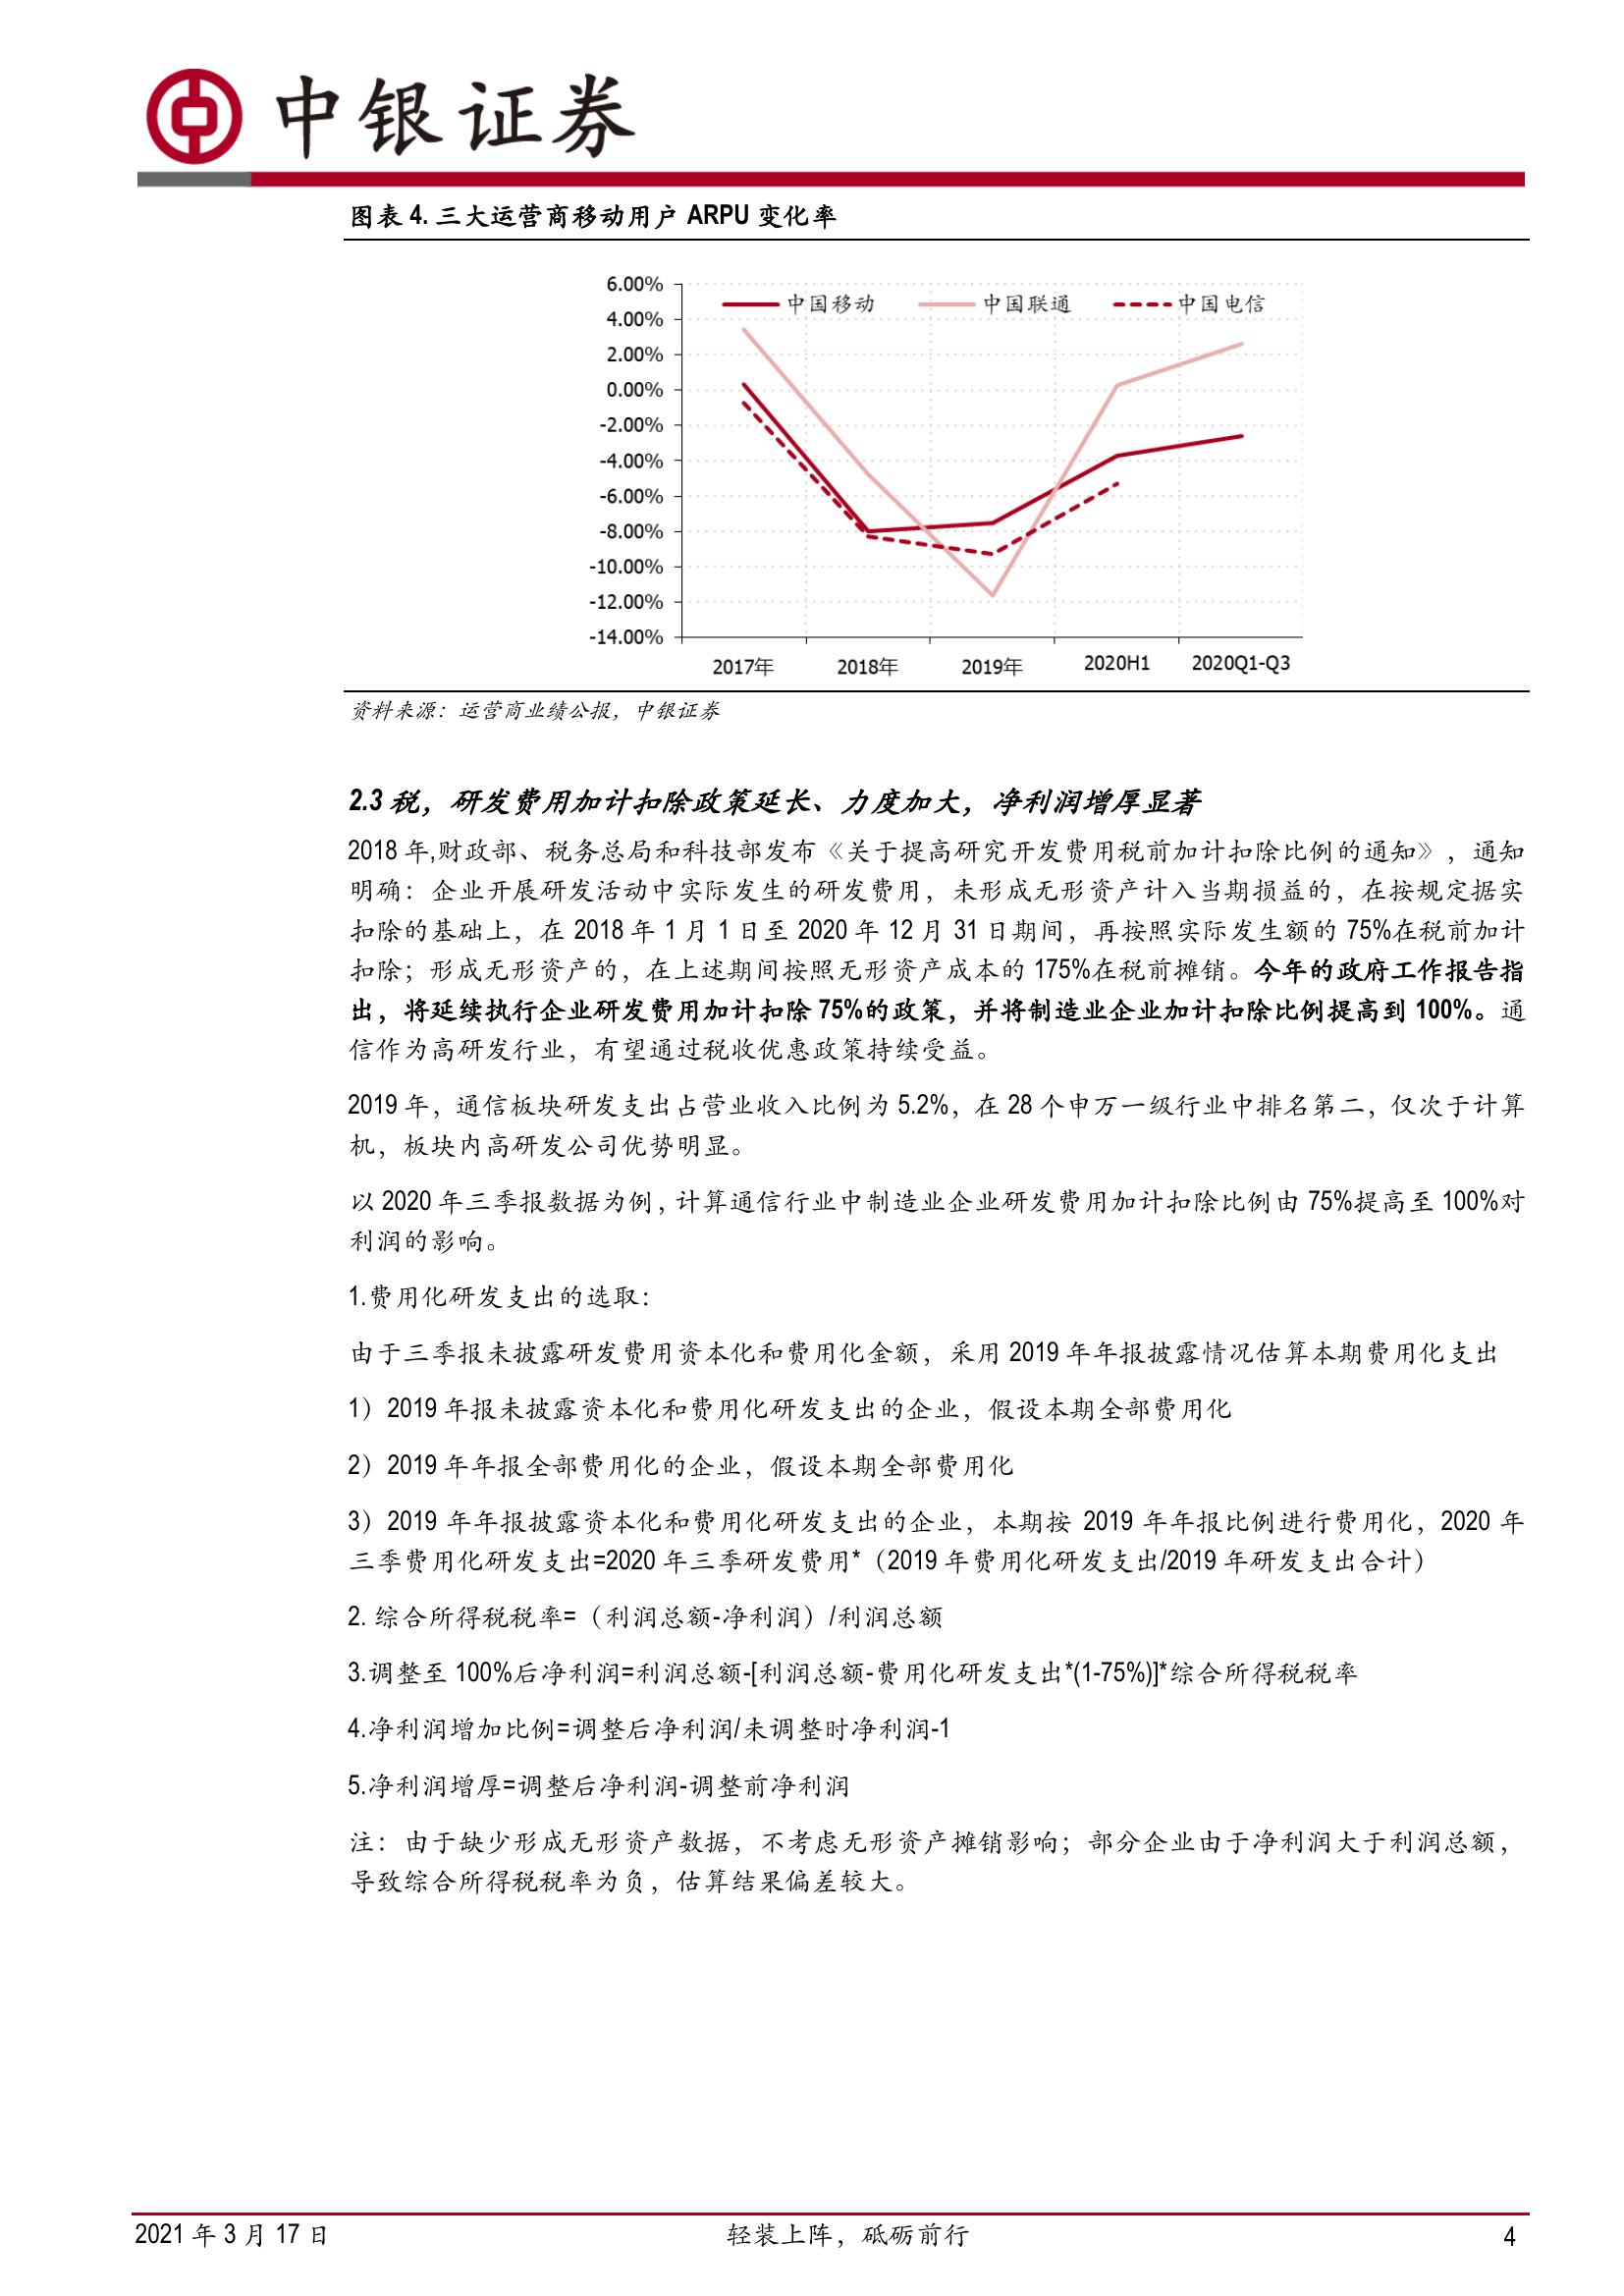 中银证券
图表 4. 三大运营商移动用户 ARPU 变化率
6.00%
4.00%
2.00%
0.00%
-2.00%
-4.00%
-6.00%
-8.00%
-10.00%
-12.00%
-14.00%
中国移动 中国联通 中国电信
2017年 2018年 2019年 2020H1 2020Q1-Q3
资料来源：运营商业绩公报，中银证券
2.3 税，研发费用加计扣除政策延长、力度加大，净利润增厚显著
2018 年,财政部、税务总局和科技部发布《关于提高研究开发费用税前加计扣除比例的通知》，通知
明确：企业开展研发活动中实际发生的研发费用，未形成无形资产计入当期损益的，在按规定据实
扣除的基础上，在 2018 年 1 月 1 日至 2020 年 12 月 31 日期间，再按照实际发生额的 75%在税前加计
扣除；形成无形资产的，在上述期间按照无形资产成本的 175%在税前摊销。今年的政府工作报告指
出，将延续执行企业研发费用加计扣除 75%的政策，并将制造业企业加计扣除比例提高到 100%。通
信作为高研发行业，有望通过税收优惠政策持续受益。
2019 年，通信板块研发支出占营业收入比例为 5.2%，在 28 个申万一级行业中排名第二，仅次于计算
机，板块内高研发公司优势明显。
以 2020 年三季报数据为例，计算通信行业中制造业企业研发费用加计扣除比例由 75%提高至 100%对
利润的影响。
1.费用化研发支出的选取：
由于三季报未披露研发费用资本化和费用化金额，采用 2019 年年报披露情况估算本期费用化支出
1）2019 年报未披露资本化和费用化研发支出的企业，假设本期全部费用化
2）2019 年年报全部费用化的企业，假设本期全部费用化
3）2019 年年报披露资本化和费用化研发支出的企业，本期按 2019 年年报比例进行费用化，2020 年
三季费用化研发支出=2020 年三季研发费用*（2019 年费用化研发支出/2019 年研发支出合计）
2. 综合所得税税率=（利润总额-净利润）/利润总额
3.调整至 100%后净利润=利润总额-[利润总额-费用化研发支出*(1-75%)]*综合所得税税率
4.净利润增加比例=调整后净利润/未调整时净利润-1
5.净利润增厚=调整后净利润-调整前净利润
注：由于缺少形成无形资产数据，不考虑无形资产摊销影响；部分企业由于净利润大于利润总额，
导致综合所得税税率为负，估算结果偏差较大。
2021 年 3 月 17 日 轻装上阵，砥砺前行 4